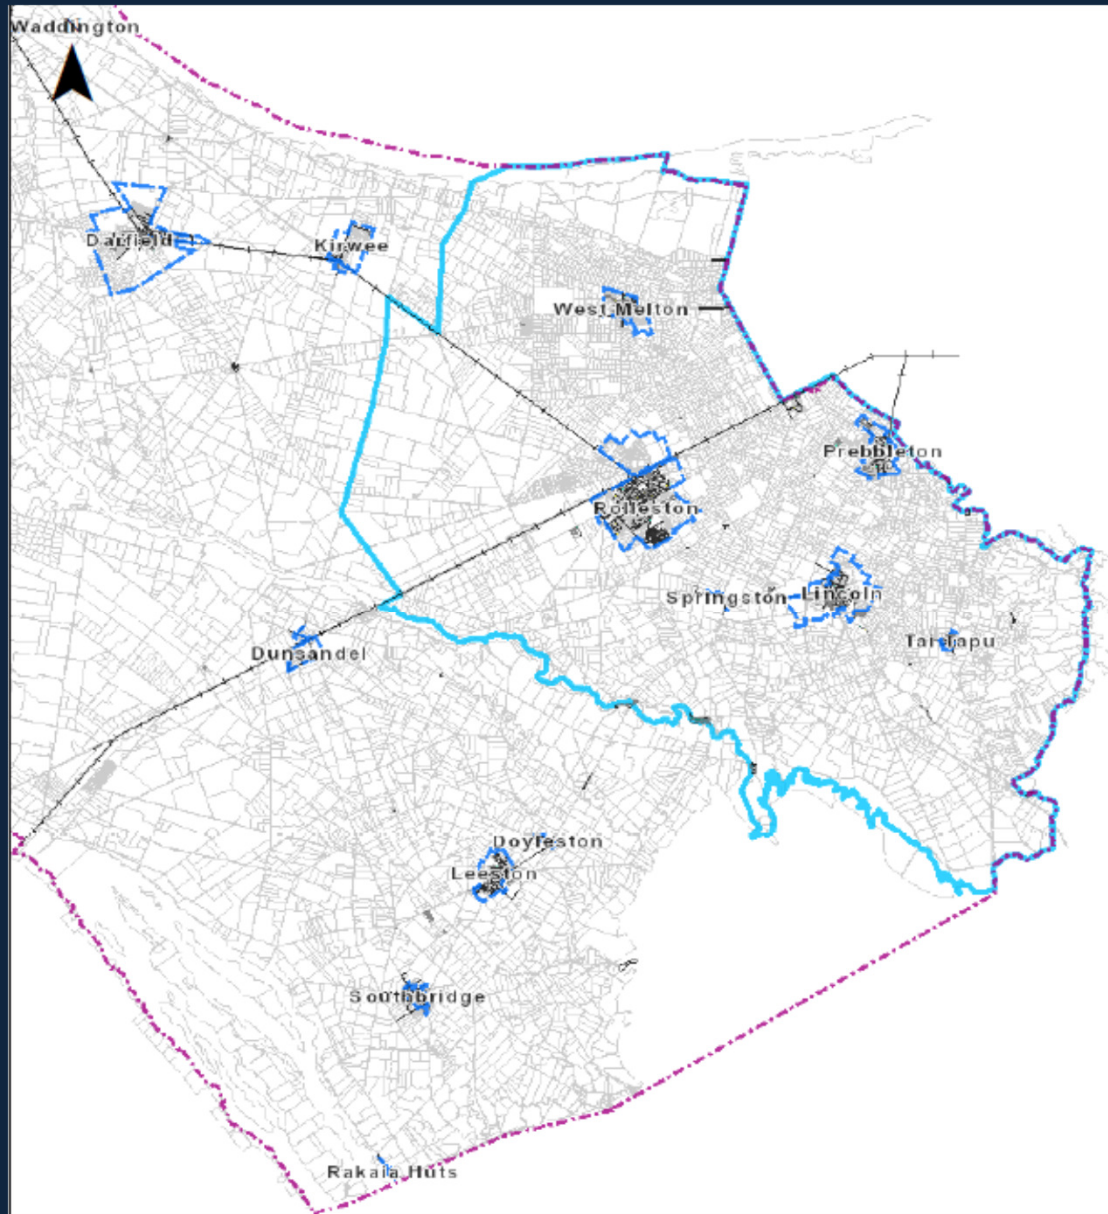 Waddington
Darfield
Kirwee
West Melton
Prebbleton
Rolleston
Springston
Lincoln
Tai Tapu
Dunsandel
Doyleston
Leeston
Southbridge
Rakaia Huts